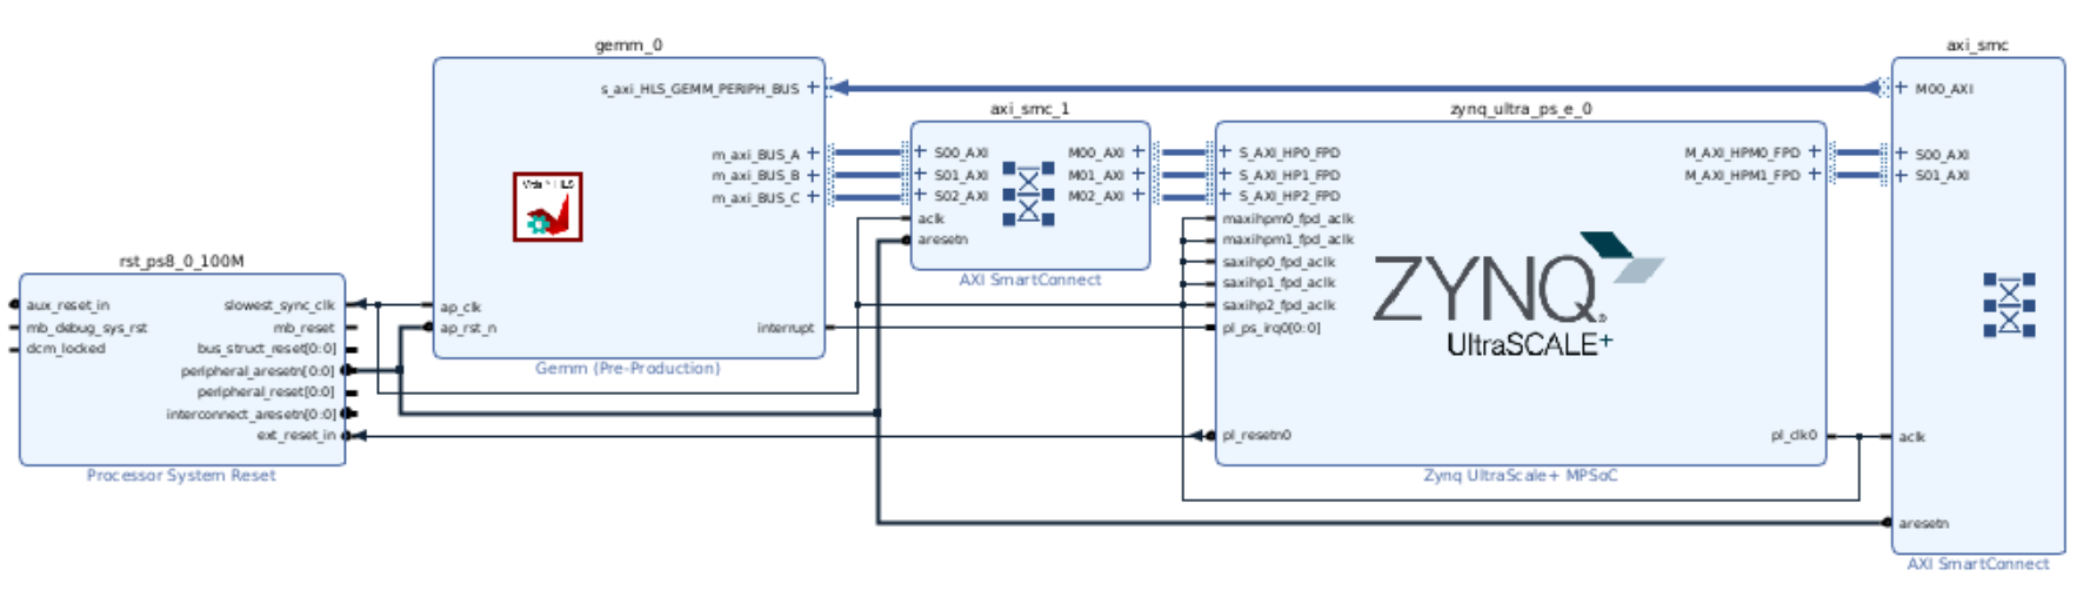 gemm_0
s_axi_HLS_GEMM_PERIPH_BUS
m_axi_BUS_A
m_axi_BUS_B
m_axi_BUS_C
ap_clk
ap_rst_n
interrupt
Gemm (Pre-Production)
rst_ps8_0_100M
aux_reset_in
mb_debug_sys_rst
dcm_locked
slowest_sync_clk
mb_reset
bus_struct_reset[0:0]
peripheral_aresetn[0:0]
peripheral_reset[0:0]
interconnect_aresetn[0:0]
ext_reset_in
Processor System Reset
axi_smc_1
S00_AXI
S01_AXI
S02_AXI
aclk
aresetn
M00_AXI
M01_AXI
M02_AXI
AXI SmartConnect
zynq_ultra_ps_e_0
S_AXI_HP0_FPD
S_AXI_HP1_FPD
S_AXI_HP2_FPD
maxihpm0_fpd_aclk
maxihpm1_fpd_aclk
saxihp0_fpd_aclk
saxihp1_fpd_aclk
saxihp2_fpd_aclk
pl_ps_irq0[0:0]
pl_resetn0
M_AXI_HPM0_FPD
M_AXI_HPM1_FPD
pl_clk0
ZYNQ
UltraSCALE+
Zynq UltraScale+ MPSoC
axi_smc
M00_AXI
S00_AXI
S01_AXI
aclk
aresetn
AXI SmartConnect